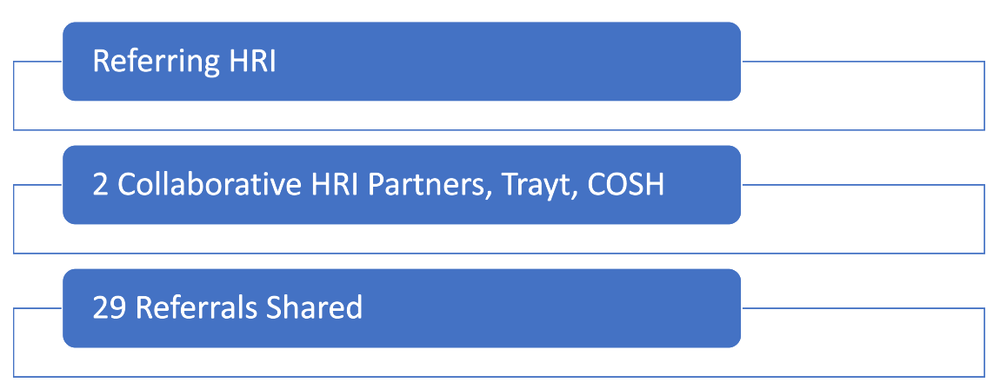 Referring HRI
2 Collaborative HRI Partners, Trayt, COSH
29 Referrals Shared